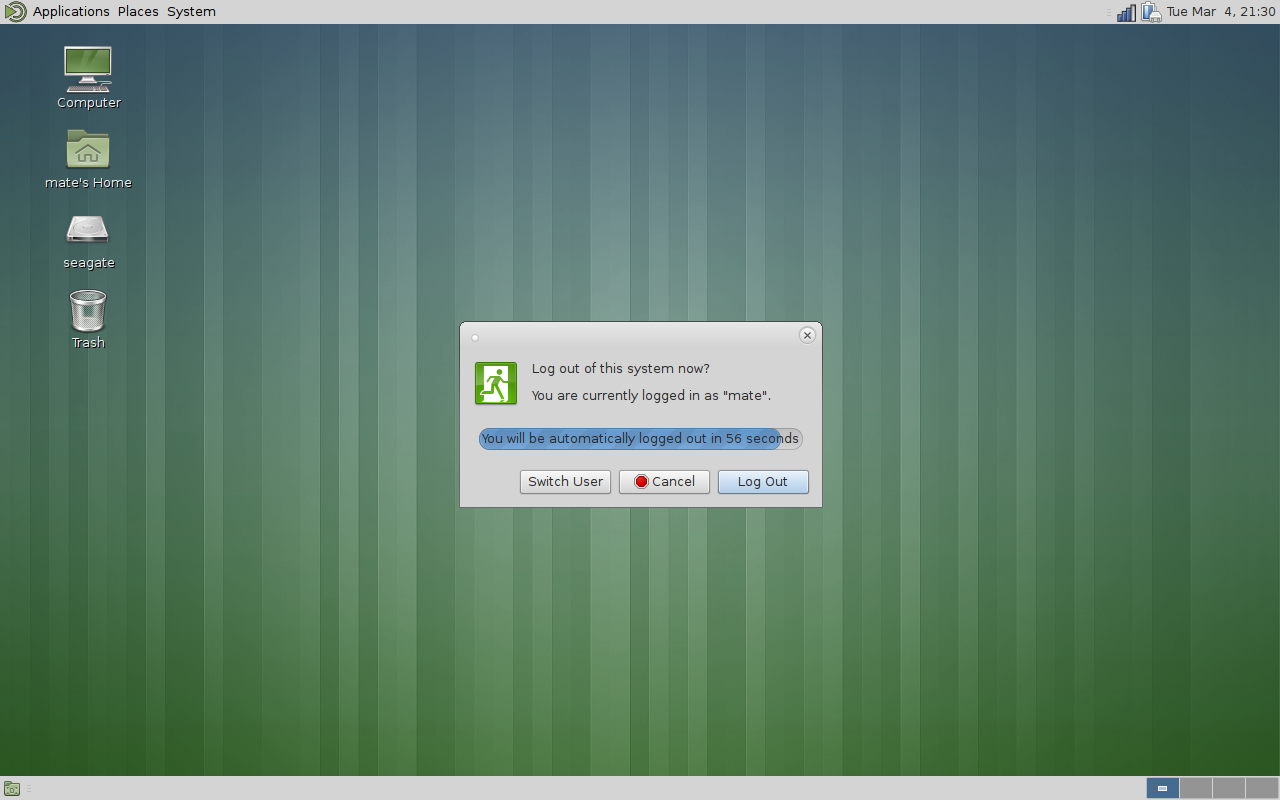 Applications Places System Tue Mar 4, 21:30
Computer
mate's Home
seagate
Trash
Log out of this system now?
You are currently logged in as "mate".
You will be automatically logged out in 56 seconds
Switch User Cancel Log Out